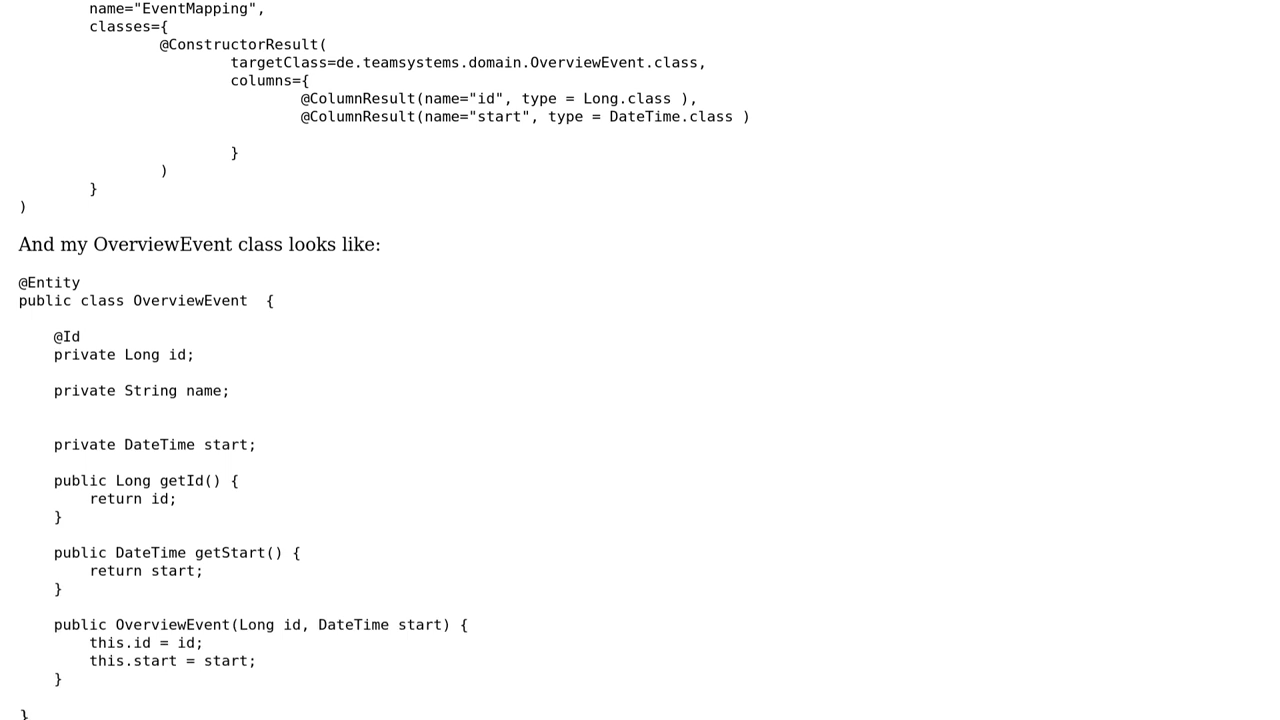 name="EventMapping",
        classes={
                @ConstructorResult(
                        targetClass=de.teamsystems.domain.OverviewEvent.class,
                        columns={
                                @ColumnResult(name="id", type = Long.class ),
                                @ColumnResult(name="start", type = DateTime.class )

                        }
                )
        }
)
And my OverviewEvent class looks like:
@Entity
public class OverviewEvent  {

    @Id
    private Long id;

    private String name;


    private DateTime start;

    public Long getId() {
        return id;
    }

    public DateTime getStart() {
        return start;
    }

    public OverviewEvent(Long id, DateTime start) {
        this.id = id;
        this.start = start;
    }

}